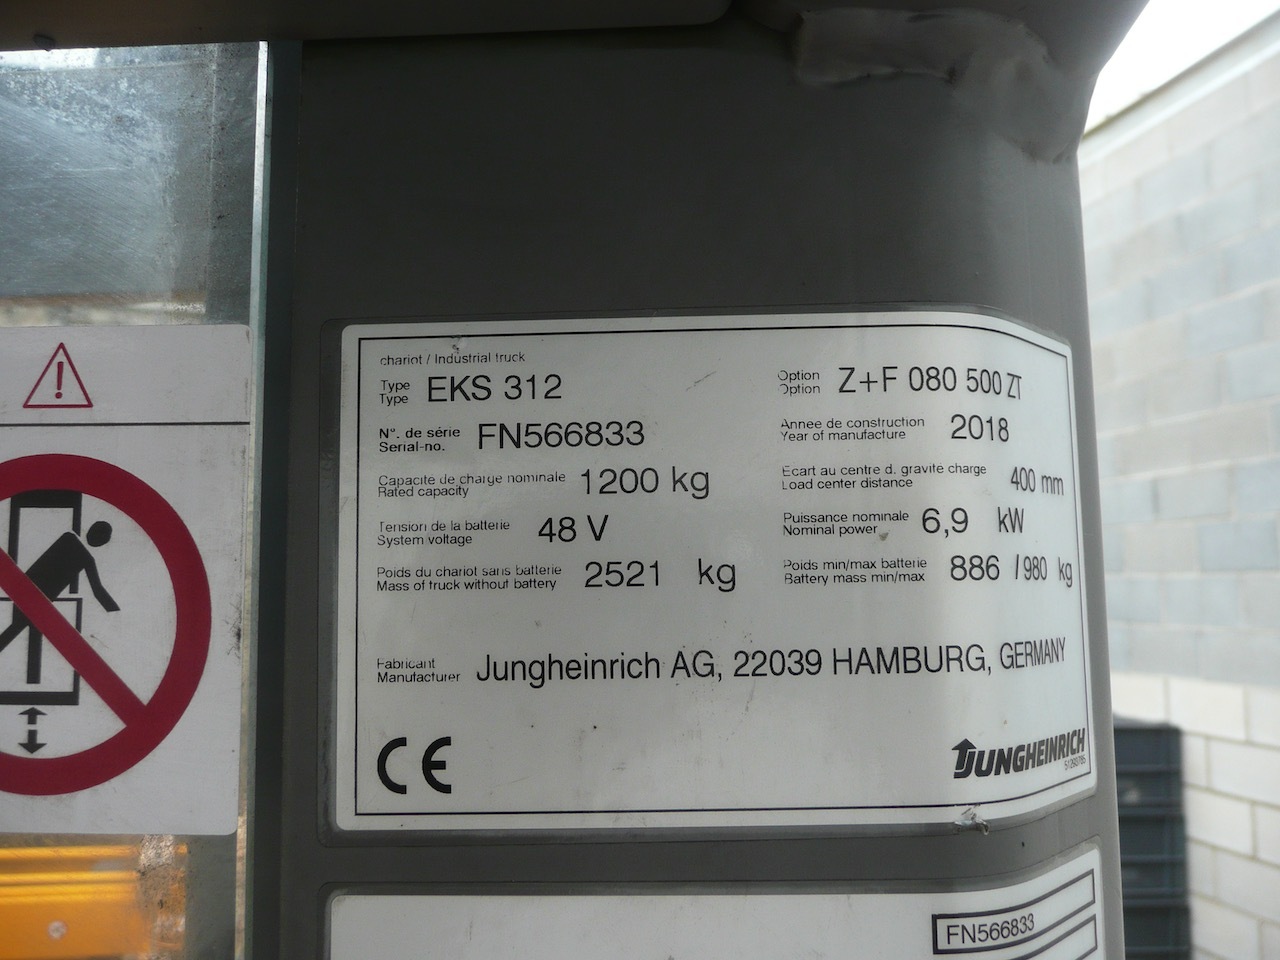 chariot / Industrial truck
Type
Type
EKS 312
Option
Option
Z+F 080 500 ZT
N°. de série
Serial-no.
FN566833
Annee de construction
Year of manufacture
2018
Capacite de charge nominale
Rated capacity
1200 kg
Ecart au centre d. gravité charge
Load center distance
400 mm
Tension de la batterie
System voltage
48 V
Puissance nominale
Nominal power
6,9 kW
Poids du chariot sans batterie
Mass of truck without battery
2521 kg
Poids min/max batterie
Battery mass min/max
886 / 980 kg
Fabricant
Manufacturer
Jungheinrich AG, 22039 HAMBURG, GERMANY
CE
JUNGHEINRICH
FN566833